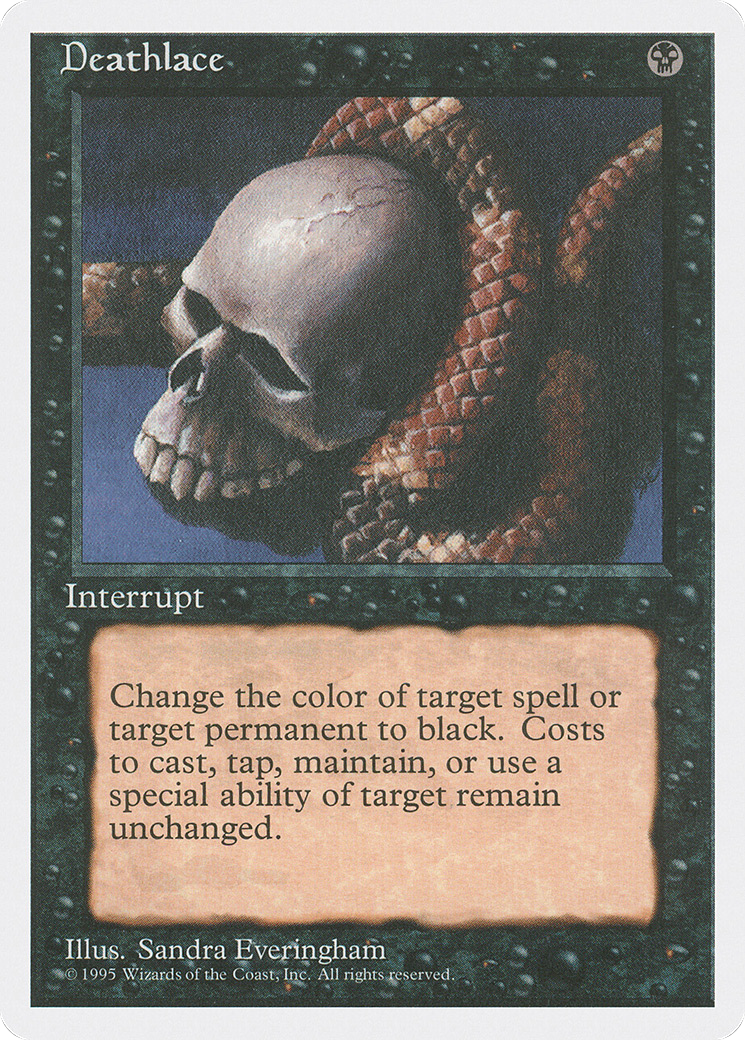 Deathlace
Interrupt
Change the color of target spell or
target permanent to black. Costs
to cast, tap, maintain, or use a
special ability of target remain
unchanged.
Illus. Sandra Everingham
© 1995 Wizards of the Coast, Inc. All rights reserved.